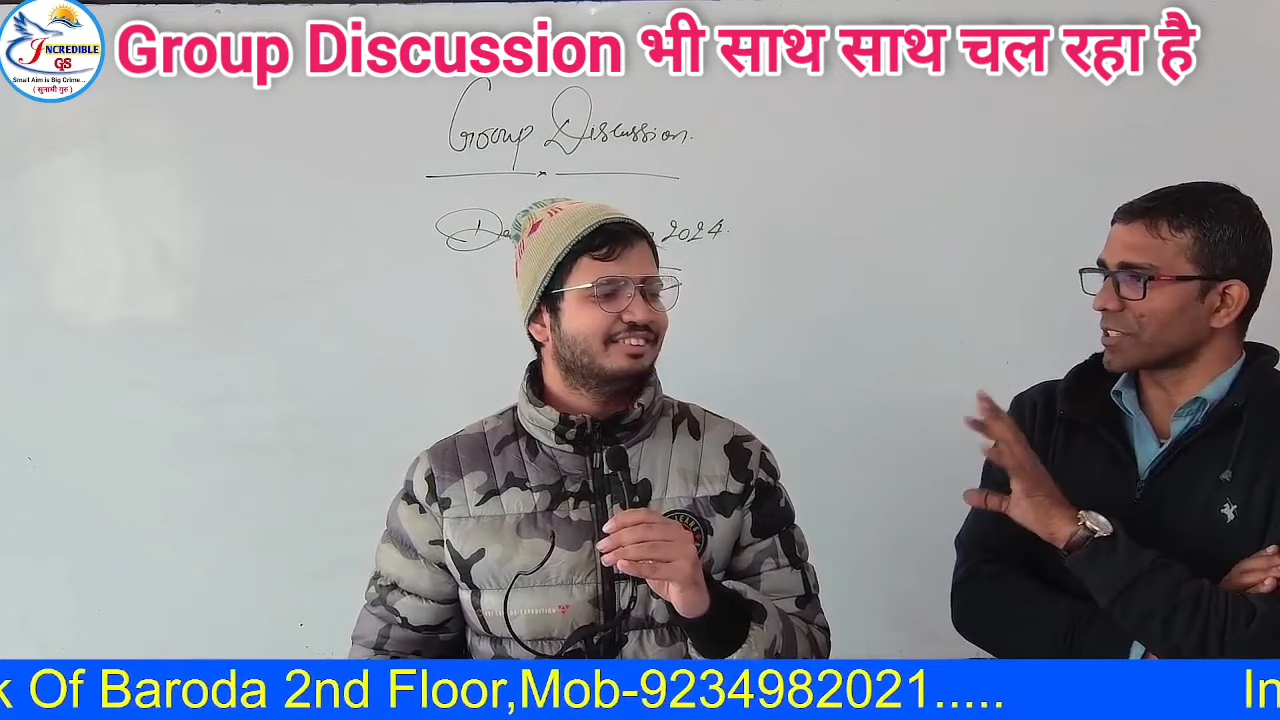 INCREDIBLE
GS
Small Aim is Big Crime...
( सुनामी गुरु )
Group Discussion भी साथ साथ चल रहा है
Group Discussion.
2024.
k Of Baroda 2nd Floor,Mob-9234982021.....
In